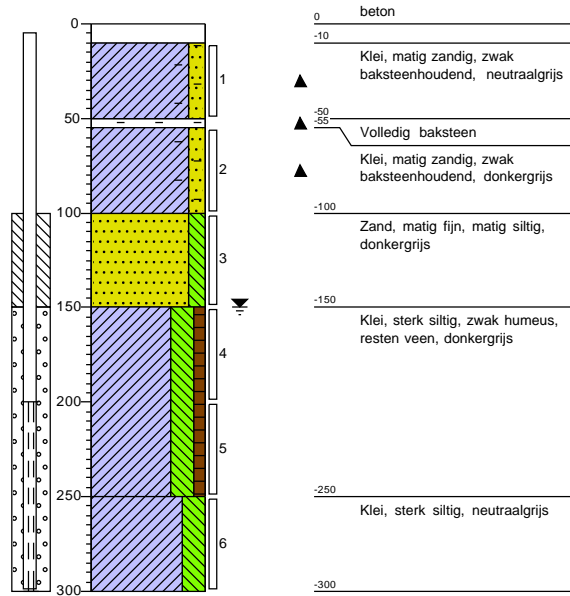 0
50
100
150
200
250
300
1
2
3
4
5
6
0
beton
-10
Klei, matig zandig, zwak
baksteenhoudend, neutraalgrijs
-50
-55
Volledig baksteen
Klei, matig zandig, zwak
baksteenhoudend, donkergrijs
-100
Zand, matig fijn, matig siltig,
donkergrijs
-150
Klei, sterk siltig, zwak humeus,
resten veen, donkergrijs
-250
Klei, sterk siltig, neutraalgrijs
-300